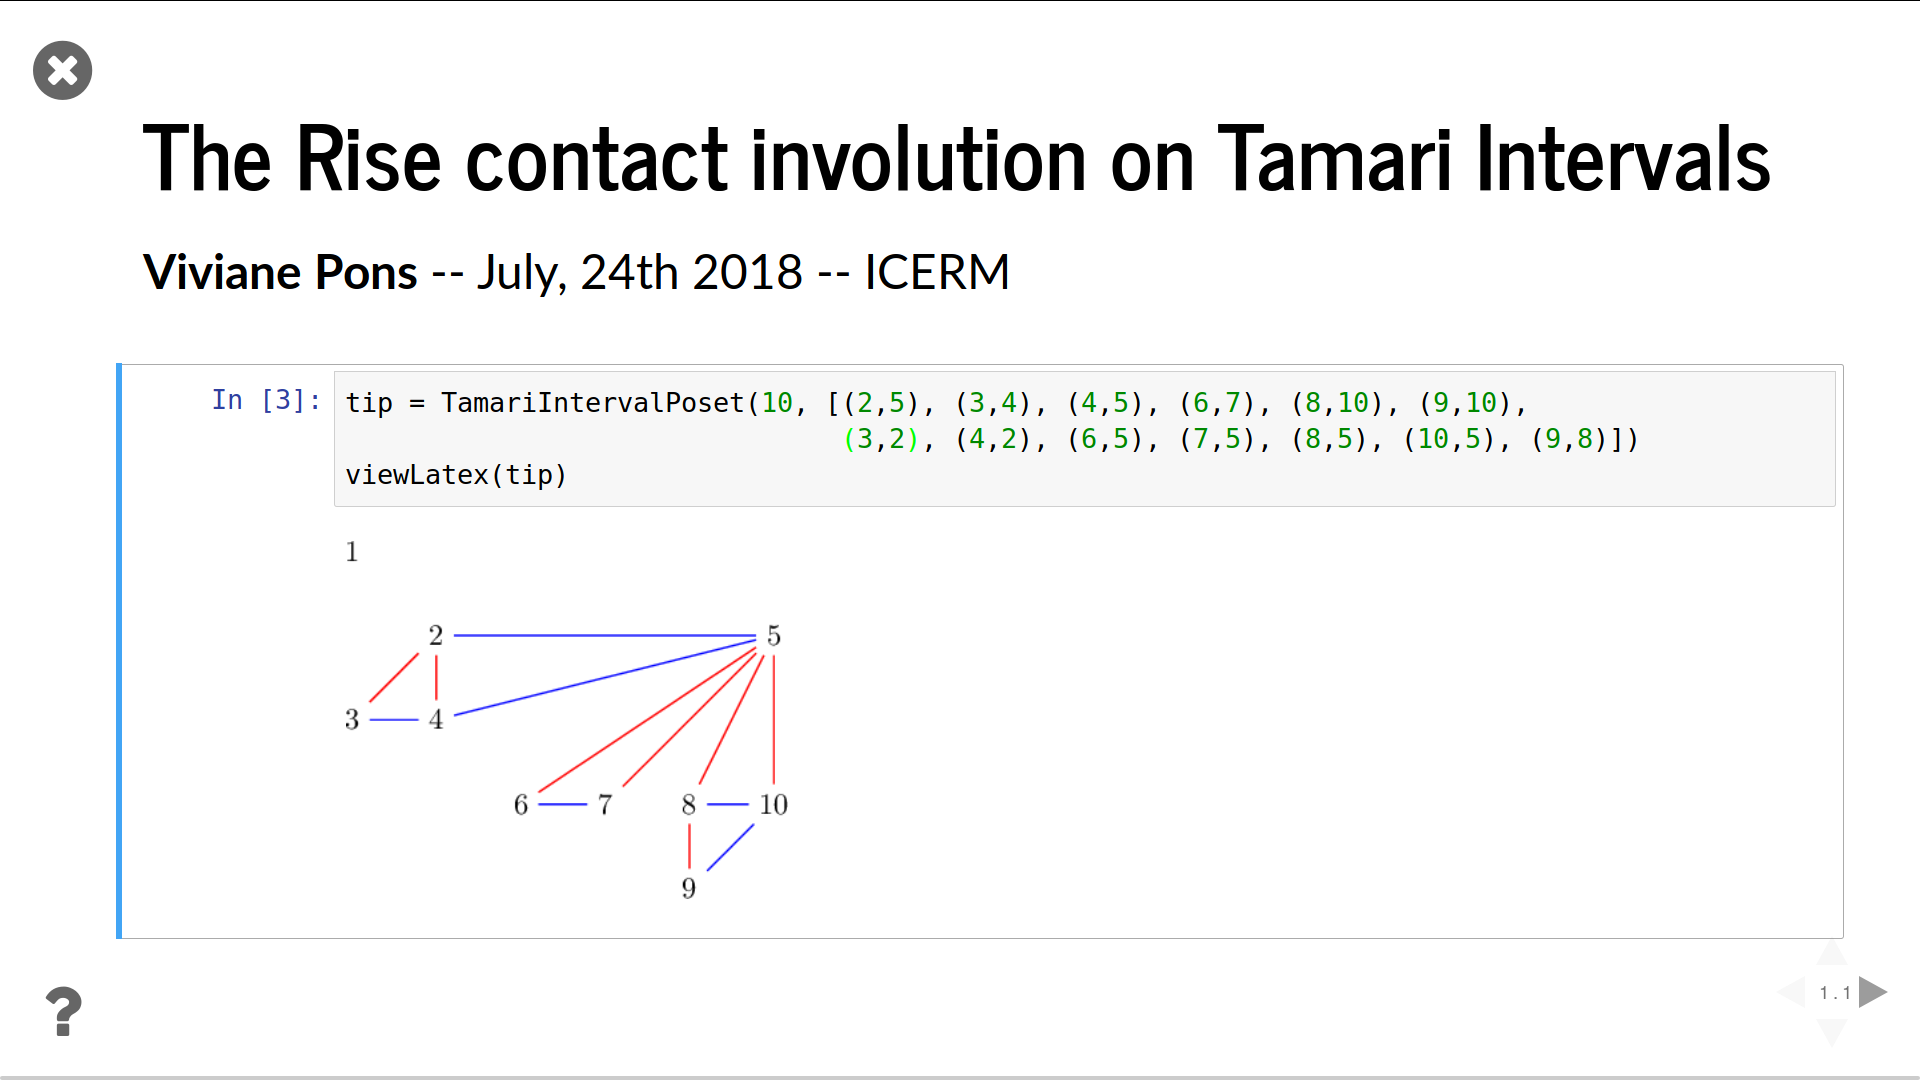 The Rise contact involution on Tamari Intervals
Viviane Pons -- July, 24th 2018 -- ICERM
In [3]: tip = TamariIntervalPoset(10, [(2,5), (3,4), (4,5), (6,7), (8,10), (9,10),
(3,2), (4,2), (6,5), (7,5), (8,5), (10,5), (9,8)])
viewLatex(tip)
1
2 5
3 4
6 7 8 10
9
?
1.1